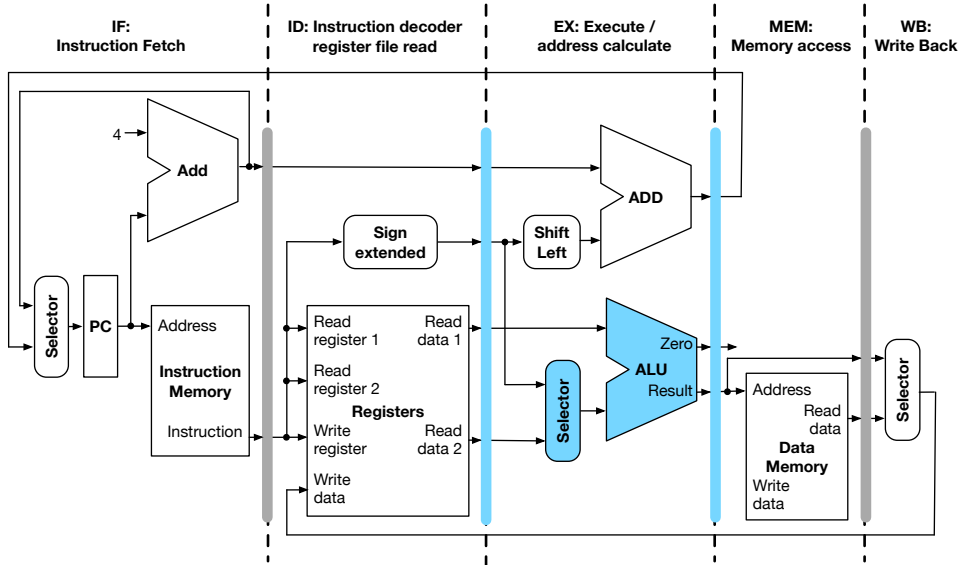 IF:
Instruction Fetch
ID: Instruction decoder
register file read
EX: Execute /
address calculate
MEM:
Memory access
WB:
Write Back
4
Add
ADD
Sign
extended
Shift
Left
Selector
PC
Address
Instruction
Memory
Instruction
Read
register 1
Read
data 1
Read
register 2
Registers
Write
register
Read
data 2
Write
data
Selector
Zero
ALU
Result
Address
Read
data
Data
Memory
Write
data
Selector